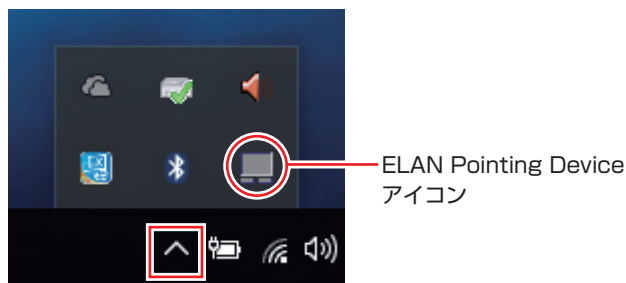 ELAN Pointing Device
アイコン